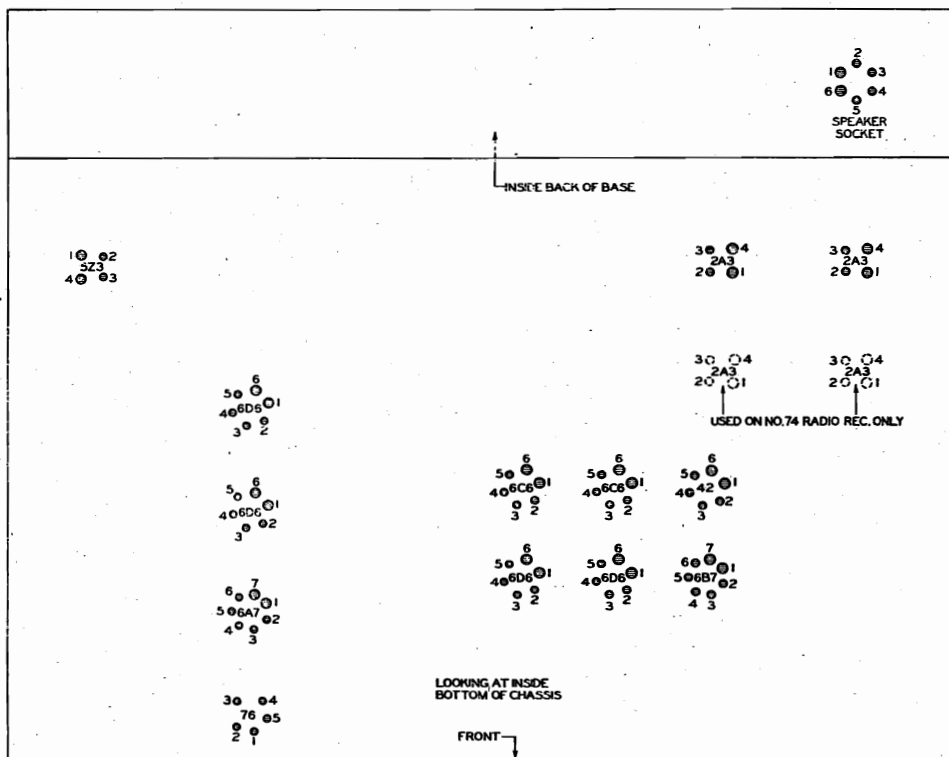 2
1 3
6 4
5
SPEAKER
SOCKET
INSIDE BACK OF BASE
1 2
5Z3
4 3
3 4
2A3
2 1
3 4
2A3
2 1
3 4
2A3
2 1
3 4
2A3
2 1
USED ON NO.74 RADIO REC. ONLY
6
5 1
4 6D6
3 2
6
5 1
4 6D6
3 2
6
5 1
4 6C6
3 2
6
5 1
4 6C6
3 2
6
5 1
4 42 2
3
6
5 1
4 6D6
3 2
6
5 1
4 6D6
3 2
7
6 1
5 6B7 2
4 3
7
6 1
5 6A7 2
4 3
3 4
76 5
2 1
LOOKING AT INSIDE
BOTTOM OF CHASSIS
FRONT